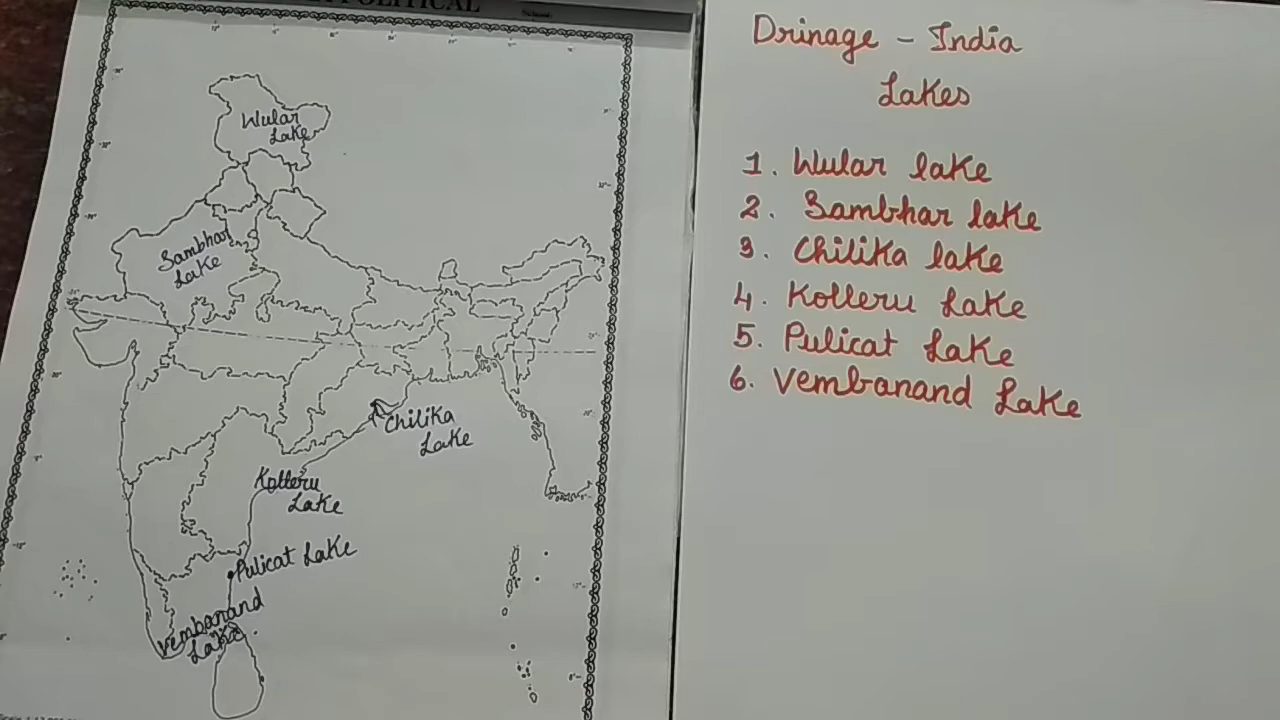 POLITICAL
Wular
Lake
Sambhar
Lake
Chilika
Lake
Kolleru
Lake
Pulicat Lake
Vembanand
Lake
Drinage - India
Lakes
1. Wular lake
2. Sambhar lake
3. Chilika lake
4. Kolleru Lake
5. Pulicat Lake
6. Vembanand Lake